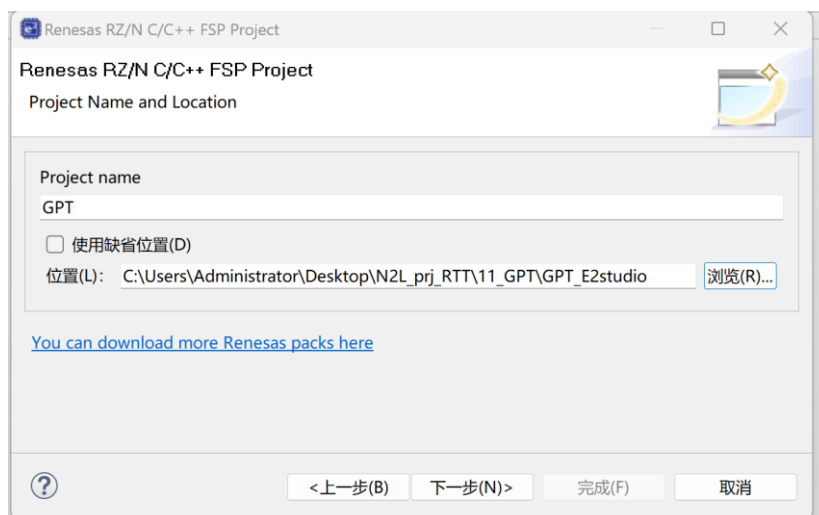 Renesas RZ/N C/C++ FSP Project
Renesas RZ/N C/C++ FSP Project
Project Name and Location
Project name
GPT
使用缺省位置(D)
位置(L): C:\Users\Administrator\Desktop\N2L_prj_RTT\11_GPT\GPT_E2studio 浏览(R)...
You can download more Renesas packs here
? <上一步(B) 下一步(N)> 完成(F) 取消